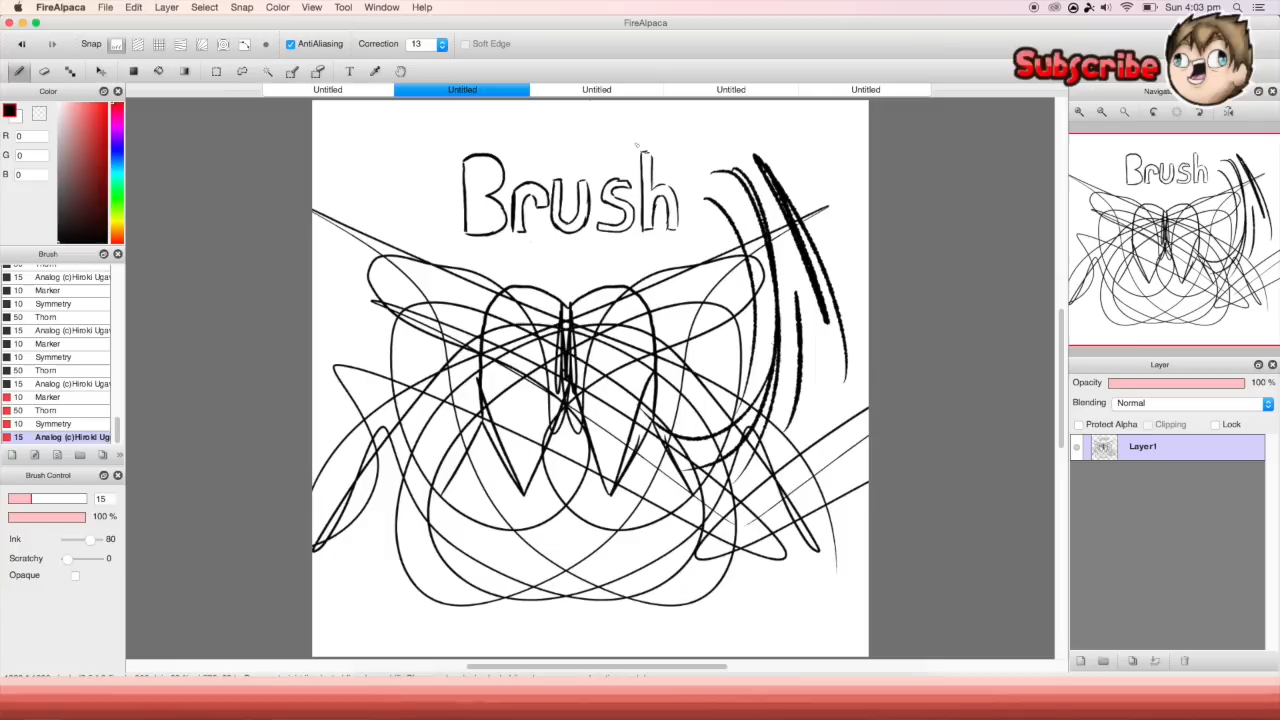 FireAlpaca File Edit Layer Select Snap Color View Tool Window Help Sun 4:03 pm
FireAlpaca
Snap AntiAliasing Correction 13 Soft Edge
Subscribe
Untitled Untitled Untitled Untitled Untitled
Color
Navigat
R 0
G 0
B 0
Brush
Brush
Thorn
15 Analog (c)Hiroki Uga
10 Marker
10 Symmetry
50 Thorn
15 Analog (c)Hiroki Uga
10 Marker
10 Symmetry
50 Thorn
15 Analog (c)Hiroki Uga
10 Marker
50 Thorn
10 Symmetry
15 Analog (c)Hiroki Ug
Brush Control
15
100 %
Ink 80
Scratchy 0
Opaque
Layer
Opacity 100 %
Blending Normal
Protect Alpha Clipping Lock
Layer1